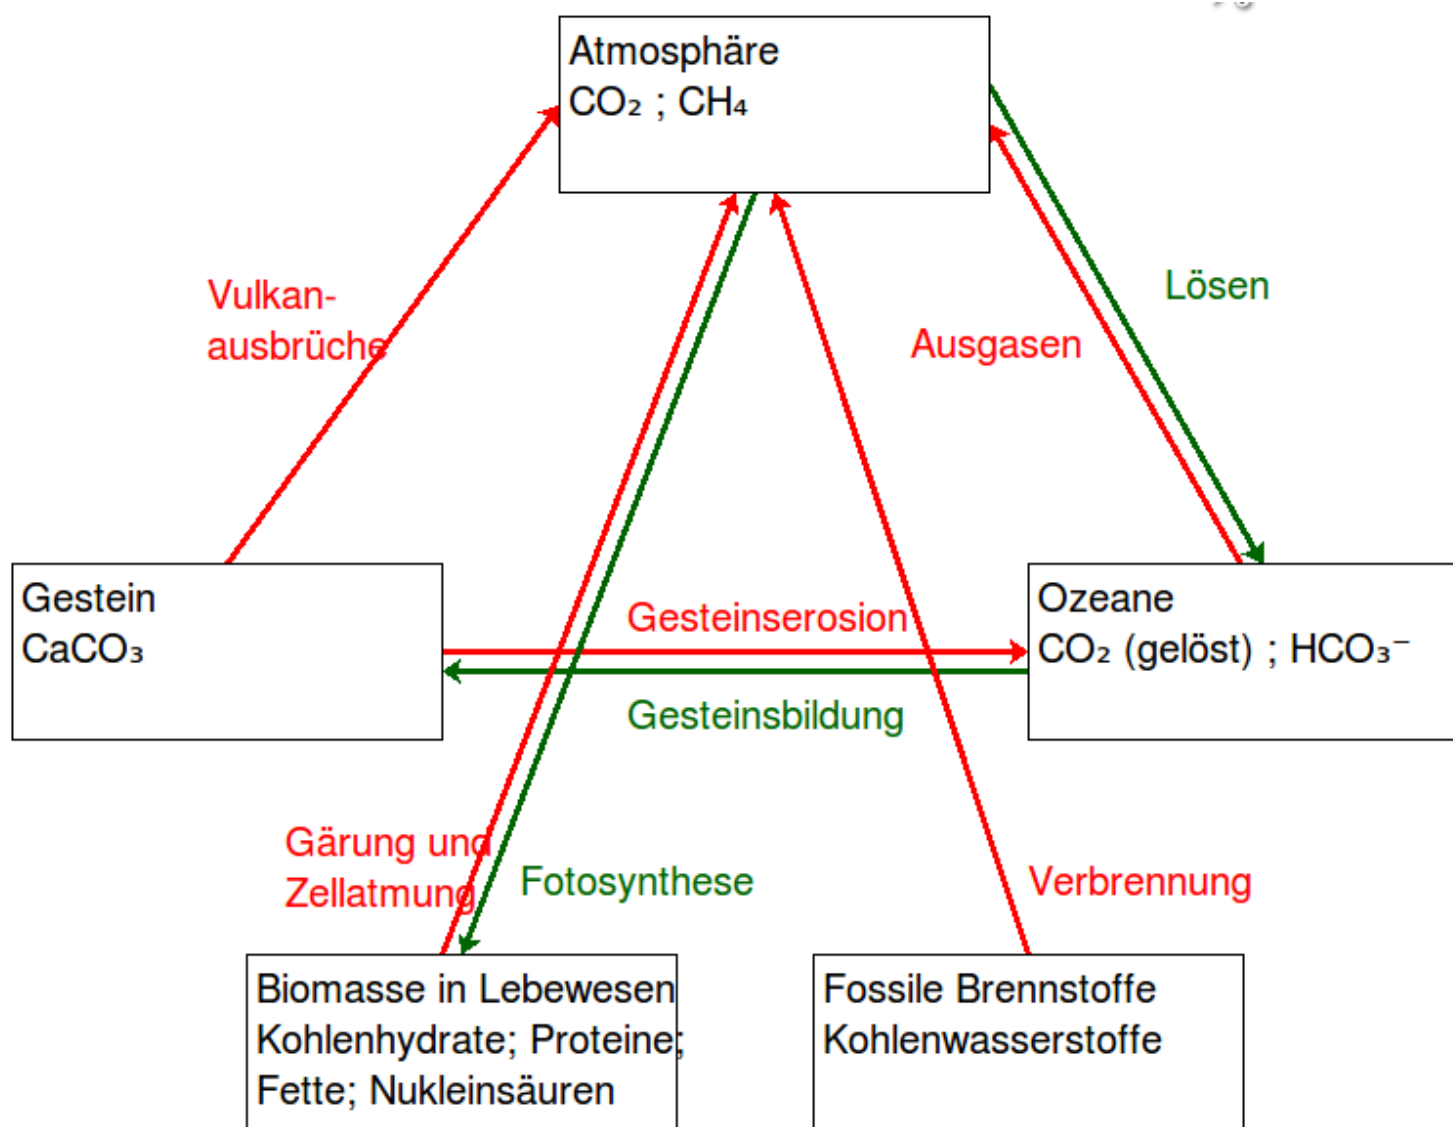 Atmosphäre
CO₂ ; CH₄
Vulkan-
ausbrüche
Lösen
Ausgasen
Gestein
CaCO₃
Gesteinserosion
Ozeane
CO₂ (gelöst) ; HCO₃⁻
Gesteinsbildung
Gärung und
Zellatmung
Fotosynthese
Verbrennung
Biomasse in Lebewesen
Kohlenhydrate; Proteine;
Fette; Nukleinsäuren
Fossile Brennstoffe
Kohlenwasserstoffe